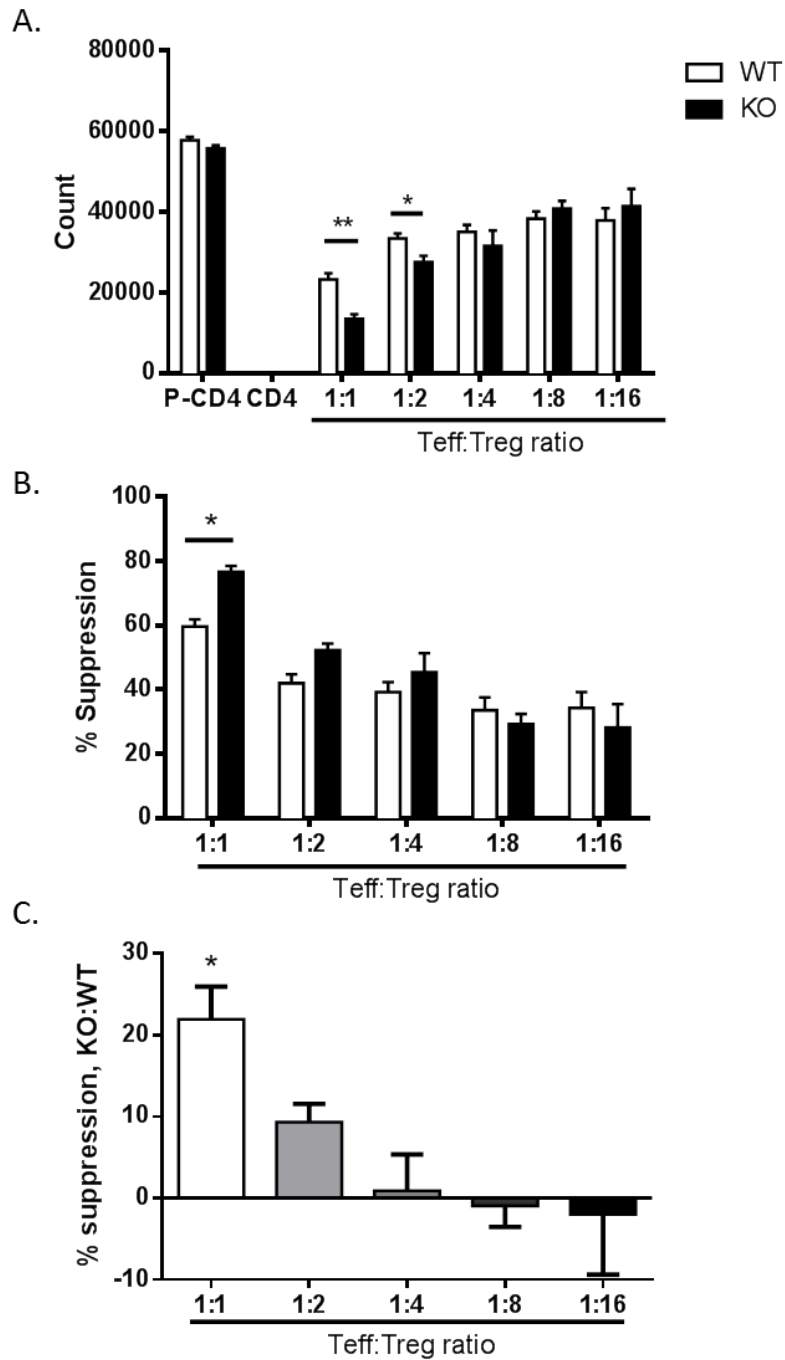 A.
80000
60000
40000
20000
0
Count
WT
KO
**
*
P-CD4 CD4 1:1 1:2 1:4 1:8 1:16
Teff:Treg ratio
B.
100
80
60
40
20
0
% Suppression
*
1:1 1:2 1:4 1:8 1:16
Teff:Treg ratio
C.
30
20
10
0
-10
% suppression, KO:WT
*
1:1 1:2 1:4 1:8 1:16
Teff:Treg ratio